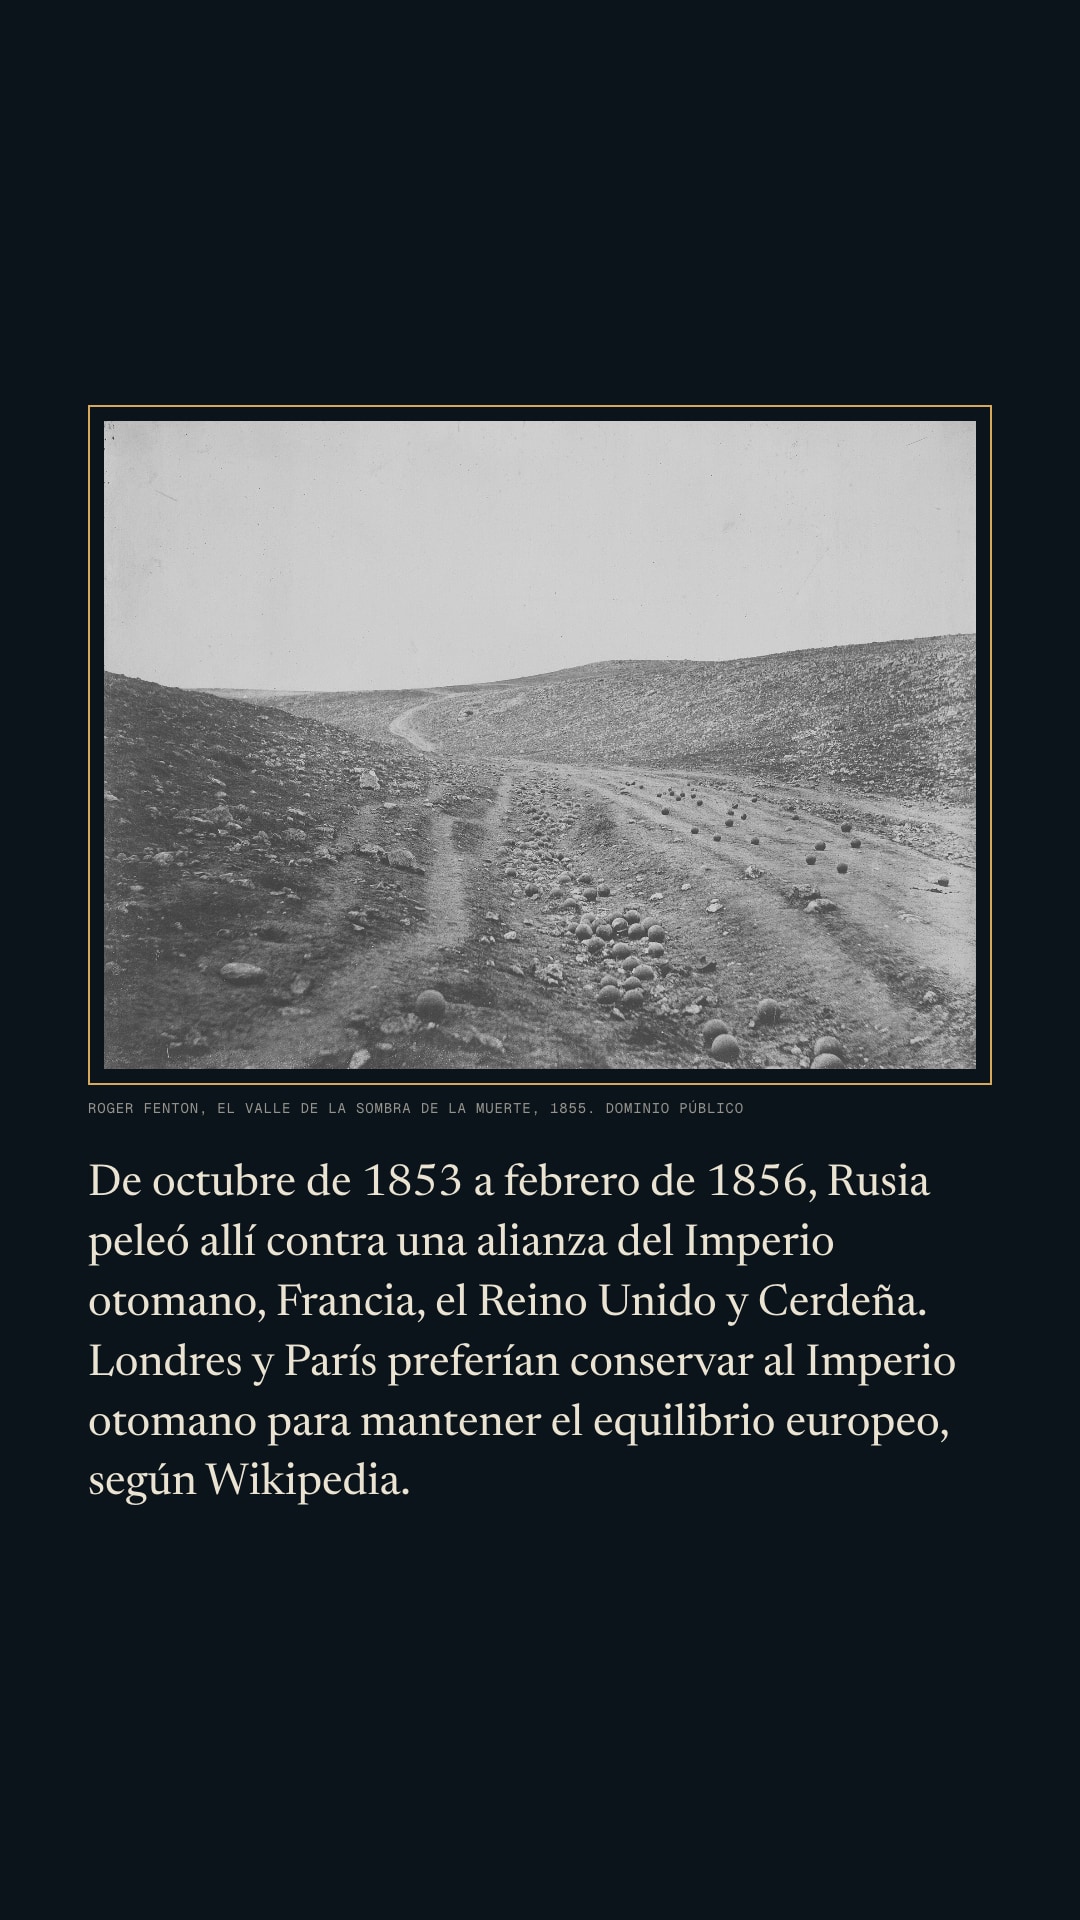 ROGER FENTON, EL VALLE DE LA SOMBRA DE LA MUERTE, 1855. DOMINIO PÚBLICO
De octubre de 1853 a febrero de 1856, Rusia
peleó allí contra una alianza del Imperio
otomano, Francia, el Reino Unido y Cerdeña.
Londres y París preferían conservar al Imperio
otomano para mantener el equilibrio europeo,
según Wikipedia.